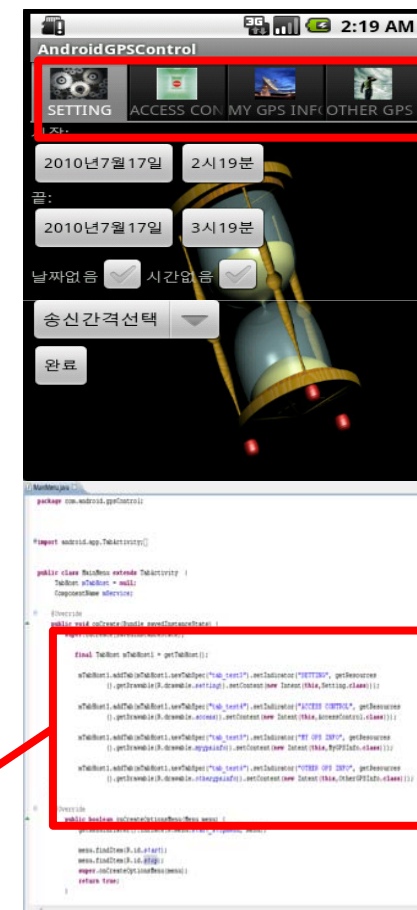 2:19 AM
AndroidGPSControl
SETTING ACCESS CON MY GPS INF OTHER GPS
2010년7월17일 2시19분
끝:
2010년7월17일 3시19분
날짜없음 시간없음
송신간격선택
완료
MainMenu.java
package com.android.gpsControl;
import android.app.TabActivity;
public class MainMenu extends TabActivity {
TabHost mTabHost = null;
ComponentName mService;
@Override
public void onCreate(Bundle savedInstanceState) {
final TabHost mTabHost1 = getTabHost();
mTabHost1.addTab(mTabHost1.newTabSpec("tab_test2").setIndicator("SETTING", getResources
().getDrawable(R.drawable.setting)).setContent(new Intent(this,Setting.class)));
mTabHost1.addTab(mTabHost1.newTabSpec("tab_test4").setIndicator("ACCESS CONTROL", getResources
().getDrawable(R.drawable.access)).setContent(new Intent(this,AccessControl.class)));
mTabHost1.addTab(mTabHost1.newTabSpec("tab_test5").setIndicator("MY GPS INFO", getResources
().getDrawable(R.drawable.mygpsinfo)).setContent(new Intent(this,MyGPSInfo.class)));
mTabHost1.addTab(mTabHost1.newTabSpec("tab_test6").setIndicator("OTHER GPS INFO", getResources
().getDrawable(R.drawable.othergpsinfo)).setContent(new Intent(this,OtherGPSInfo.class)));
@Override
public boolean onCreateOptionsMenu(Menu menu) {
menu.findItem(R.id.start);
menu.findItem(R.id.stop);
super.onCreateOptionsMenu(menu);
return true;
}